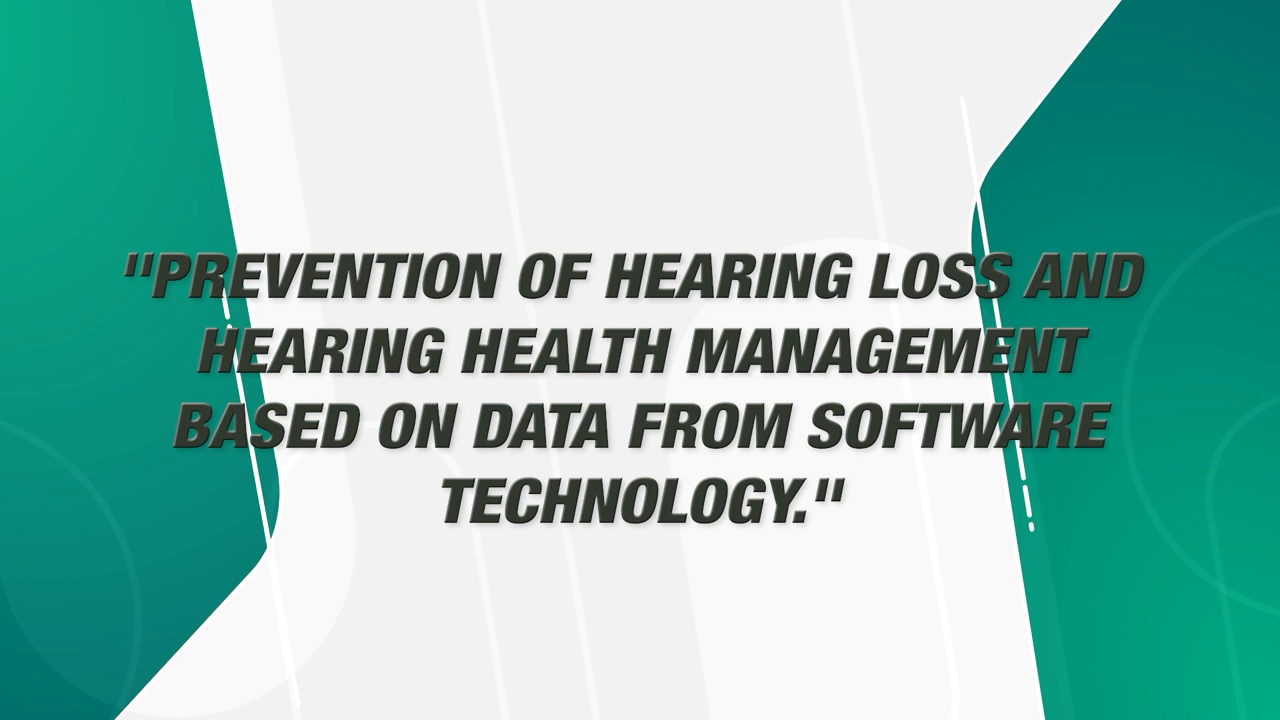 "PREVENTION OF HEARING LOSS AND
HEARING HEALTH MANAGEMENT
BASED ON DATA FROM SOFTWARE
TECHNOLOGY."